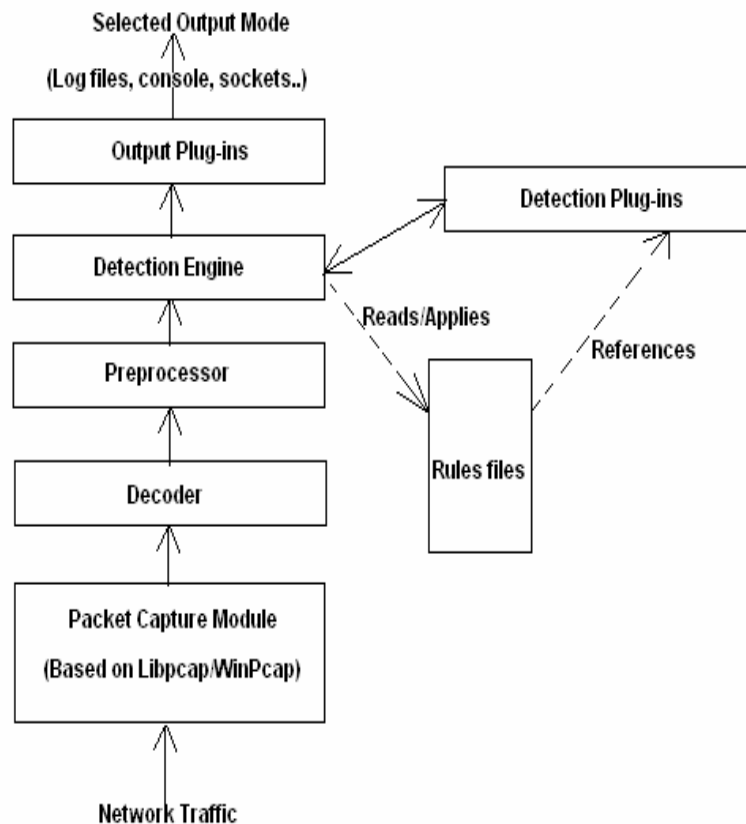 Selected Output Mode
(Log files, console, sockets..)
Output Plug-ins
Detection Plug-ins
Detection Engine
Reads/Applies
References
Preprocessor
Rules files
Decoder
Packet Capture Module
(Based on Libpcap/WinPcap)
Network Traffic